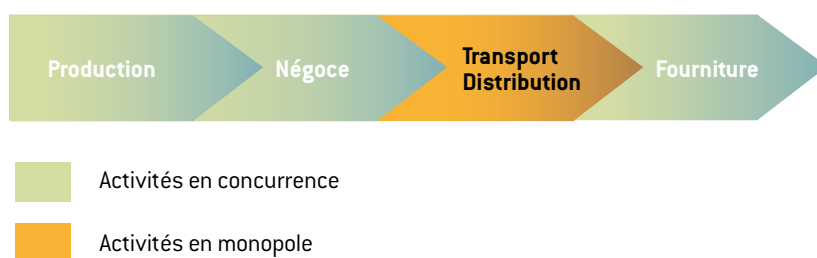 Production
Négoce
Transport
Distribution
Fourniture
Activités en concurrence
Activités en monopole